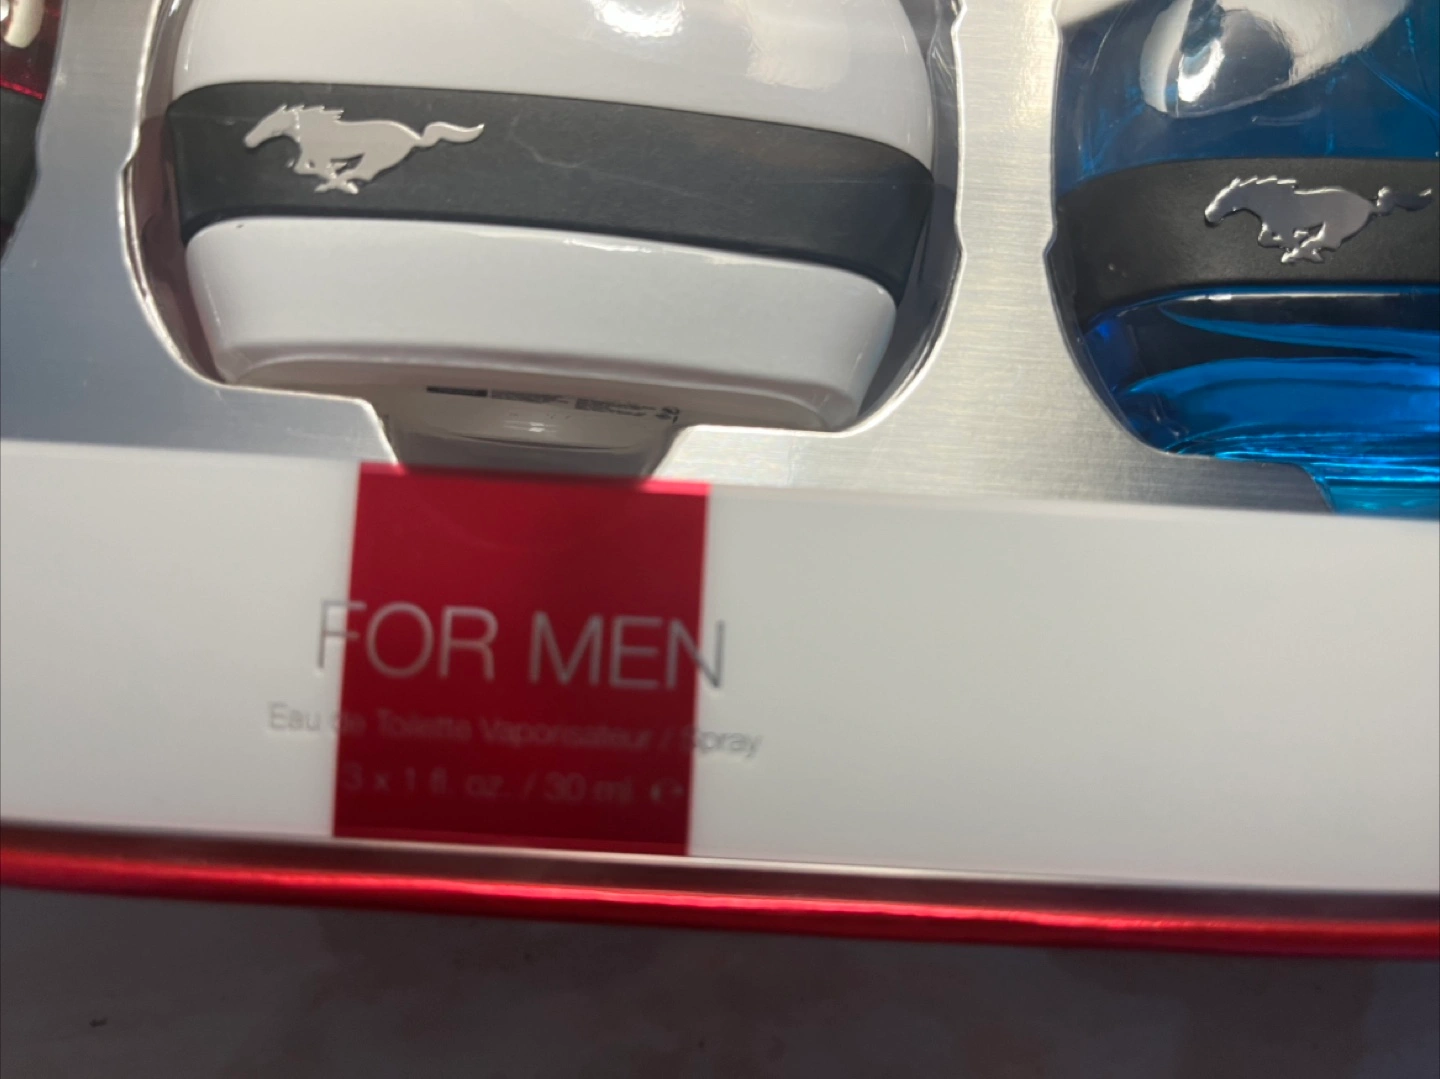 FOR MEN
Eau de Toilette Vaporisateur / Spray
3 x 1 fl. oz. / 30 ml ℮